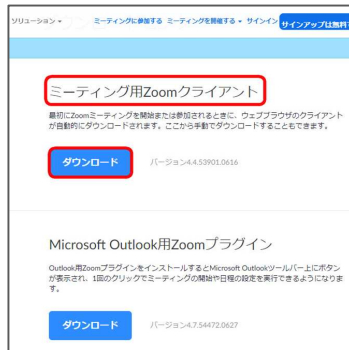 ソリューション ミーティングに参加する ミーティングを開催する サインイン サインアップは無料で
ミーティング用Zoomクライアント
最初にZoomミーティングを開始または参加されるときに、ウェブブラウザのクライアント
が自動的にダウンロードされます。ここから手動でダウンロードすることもできます。
ダウンロード バージョン4.4.53901.0616
Microsoft Outlook用Zoomプラグイン
Outlook用ZoomプラグインをインストールするとMicrosoft Outlookツールバー上にボタン
が表示され、1回のクリックでミーティングの開始や日程の設定を実行できるようになりま
す。
ダウンロード バージョン4.7.54472.0627